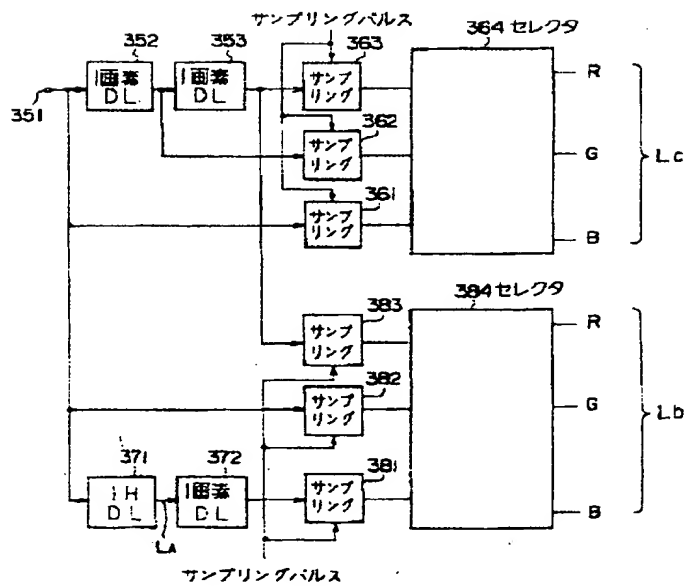 サンプリングパルス
352
353
363
364 セレクタ
1画素
DL
1画素
DL
サンプ
リング
R
351
362
サンプ
リング
G
Lc
361
サンプ
リング
B
384 セレクタ
383
サンプ
リング
R
382
サンプ
リング
G
Lb
371
372
381
1H
DL
1画素
DL
サンプ
リング
B
LA
サンプリングパルス